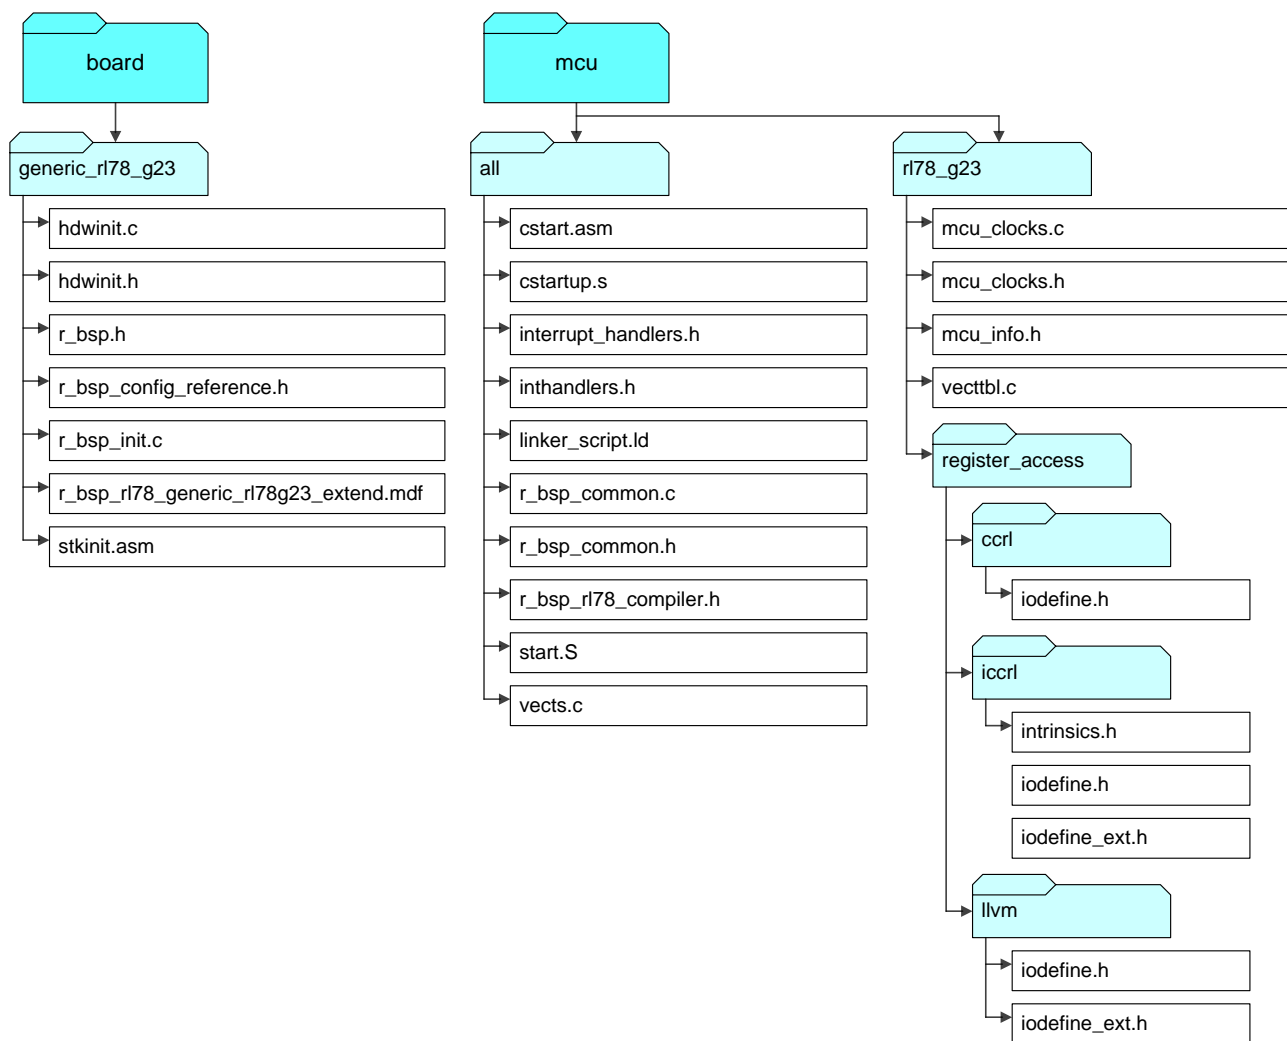 board
generic_rl78_g23
hdwinit.c
hdwinit.h
r_bsp.h
r_bsp_config_reference.h
r_bsp_init.c
r_bsp_rl78_generic_rl78g23_extend.mdf
stkinit.asm
mcu
all
cstart.asm
cstartup.s
interrupt_handlers.h
inthandlers.h
linker_script.ld
r_bsp_common.c
r_bsp_common.h
r_bsp_rl78_compiler.h
start.S
vects.c
rl78_g23
mcu_clocks.c
mcu_clocks.h
mcu_info.h
vecttbl.c
register_access
ccrl
iodefine.h
iccrl
intrinsics.h
iodefine.h
iodefine_ext.h
llvm
iodefine.h
iodefine_ext.h